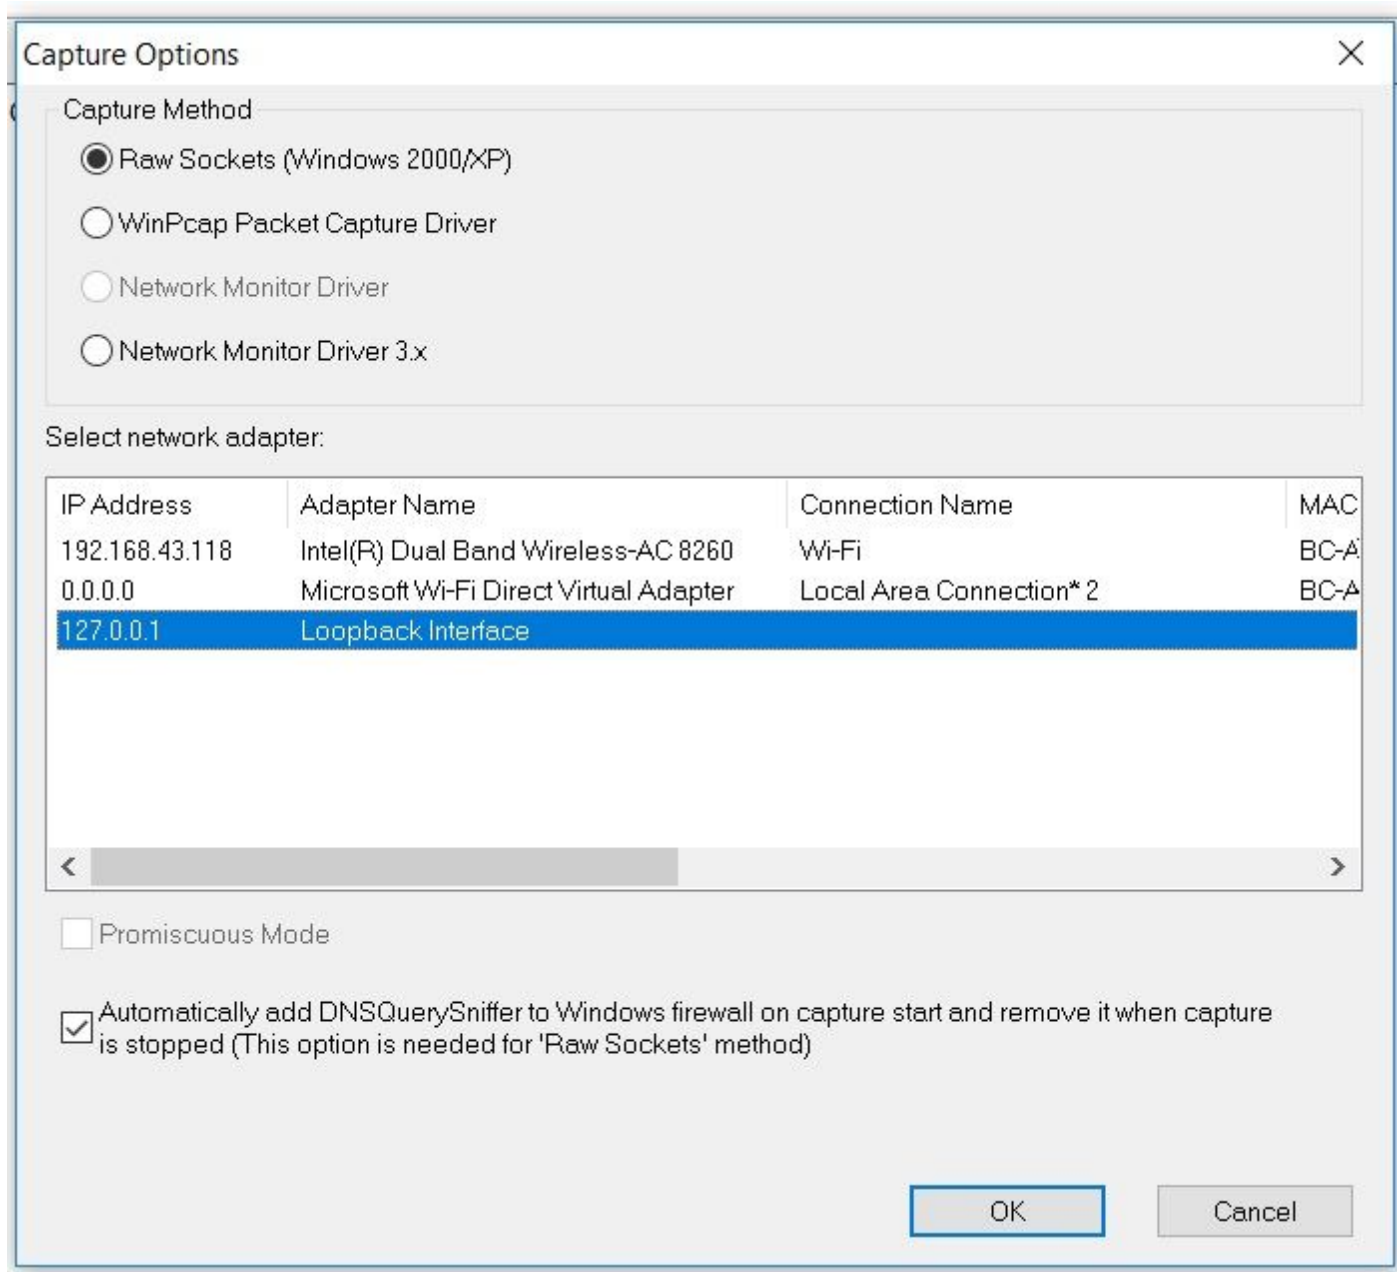 Capture Options
Capture Method
Raw Sockets (Windows 2000/XP)
WinPcap Packet Capture Driver
Network Monitor Driver
Network Monitor Driver 3.x
Select network adapter:
IP Address Adapter Name Connection Name MAC
192.168.43.118 Intel(R) Dual Band Wireless-AC 8260 Wi-Fi BC-A
0.0.0.0 Microsoft Wi-Fi Direct Virtual Adapter Local Area Connection* 2 BC-A
127.0.0.1 Loopback Interface
Promiscuous Mode
Automatically add DNSQuerySniffer to Windows firewall on capture start and remove it when capture
is stopped (This option is needed for 'Raw Sockets' method)
OK Cancel